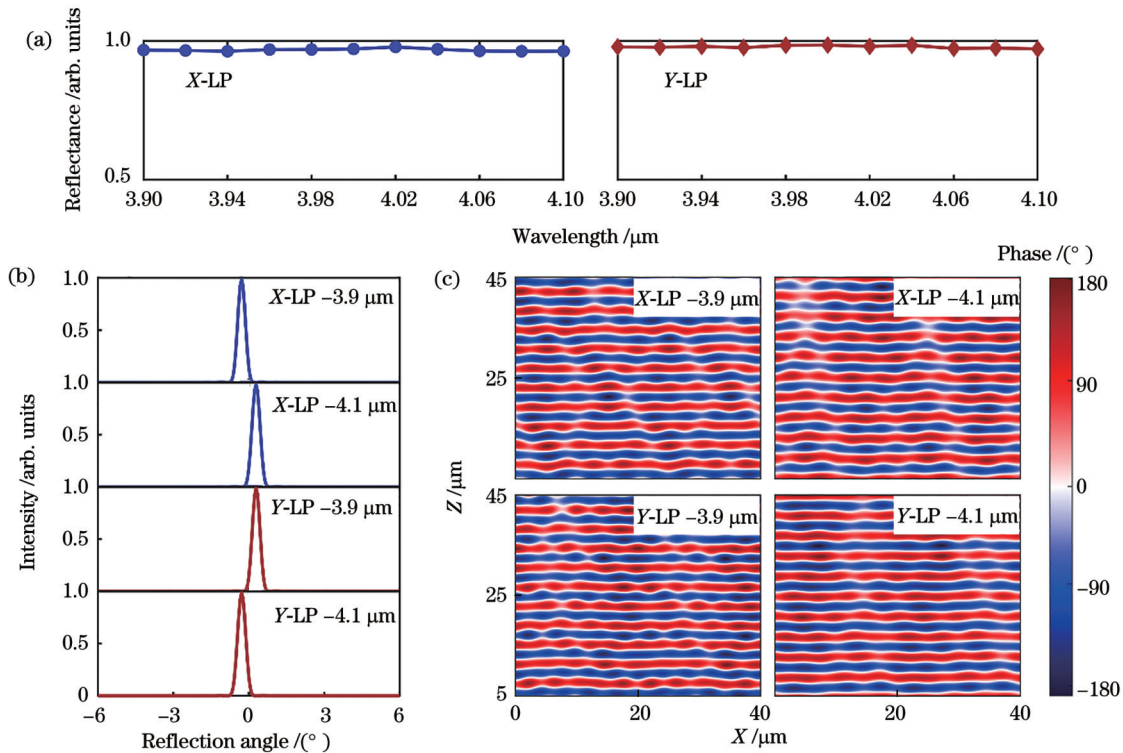 (a)
Reflectance /arb. units
1.0
0.5
X-LP
Y-LP
3.90 3.94 3.98 4.02 4.06 4.10
3.90 3.94 3.98 4.02 4.06 4.10
Wavelength /μm
(b)
Intensity /arb. units
1.0
X-LP −3.9 μm
0.5
1.0
X-LP −4.1 μm
0.5
1.0
Y-LP −3.9 μm
0.5
1.0
Y-LP −4.1 μm
0.5
0
−6 −3 0 3 6
Reflection angle /(°)
(c)
Phase /(°)
Z /μm
45
X-LP −3.9 μm
X-LP −4.1 μm
25
45
Y-LP −3.9 μm
Y-LP −4.1 μm
25
5
0 20 40
20 40
X /μm
180
90
0
−90
−180